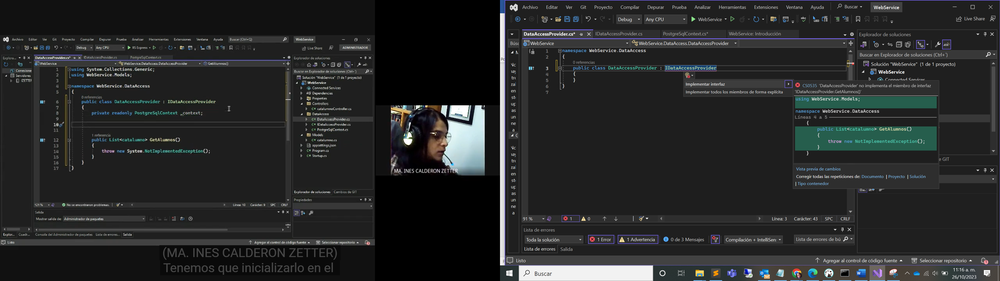 Archivo Editar Ver Git Proyecto Compilar Depurar Prueba Analizar Herramientas Extensiones Ventana Ayuda Buscar (Ctrl+Q) WebService
Debug Any CPU IIS Express Live Share ADMINISTRADOR
Explora...
DataAccessProvider.cs* IDataAccessProvider.cs PostgreSqlContext.cs
WebService WebService.DataAccess.DataAccessProvider GetAlumnos()
Conexione
Servidores
IZETTER
1 using System.Collections.Generic;
2 using WebService.Models;
3
4 namespace WebService.DataAccess
5 {
0 referencias
6 public class DataAccessProvider : IDataAccessProvider
7 {
8 private readonly PostgreSqlContext _context;
9
10
11
1 referencia
12 public List<catalumno> GetAlumnos()
13 {
14 throw new System.NotImplementedException();
15 }
16 }
17 }
121 % No se encontraron problemas. Línea: 10 Carácter: 9 SPC CRLF
Salida
Mostrar salida de: Administrador de paquetes
Explor... Cuadr... Consola del Administrador de paquetes Lista de errores... Salida
Listo Agregar al control de código fuente Seleccionar repositorio 3
Explorador de soluciones
Buscar en Explorador de soluciones (Ctrl+´)
Solución "WebService" (1 de 1 proyecto)
WebService
Connected Services
Dependencias
Properties
Controllers
C# catalumnoController.cs
DataAccess
C# DataAccessProvider.cs
C# IDataAccessProvider.cs
C# PostgreSqlContext.cs
Models
C# catalumno.cs
appsettings.json
C# Program.cs
C# Startup.cs
Explorador de soluciones Cambios de GIT
Propiedades
(MA. INES CALDERON ZETTER)
Tenemos que inicializarlo en el
MA. INES CALDERON ZETTER
Archivo Editar Ver Git Proyecto Compilar Depurar Prueba Analizar Herramientas Extensiones Ventana Ayuda Buscar WebService
Debug Any CPU WebService Live Share
DataAccessProvider.cs* IDataAccessProvider.cs PostgreSqlContext.cs* WebService: Introducción
WebService WebService.DataAccess.DataAccessProvider
1 namespace WebService.DataAccess
2 {
0 referencias
3 public class DataAccessProvider : IDataAccessProvider
4 {
5 }
6 }
7
Implementar interfaz
Implementar todos los miembros de forma explícita
CS0535 'DataAccessProvider' no implementa el miembro de interfaz
'IDataAccessProvider.GetAlumnos()'
using WebService.Models;
namespace WebService.DataAccess
Líneas 4 a 5
{
public List<catalumno> GetAlumnos()
{
throw new NotImplementedException();
}
}
Vista previa de cambios
Corregir todas las repeticiones de: Documento | Proyecto | Solución
| Tipo contenedor
91 % 1 0 Línea: 3 Carácter: 43 SPC CRLF
Lista de errores
Toda la solución 1 Error 1 Advertencia 0 de 3 Mensajes Compilación + IntelliSen: Lista de errores de bú
Lista de errores Salida
Listo Agregar al control de código fuente Seleccionar repositorio 1
Explorador de soluciones
Buscar en Explorador de soluciones (Ctrl+´)
Solución "WebService" (1 de 1 proyecto)
WebService
Connected Services
e GIT
Buscar
11:16 a. m.
26/10/2023